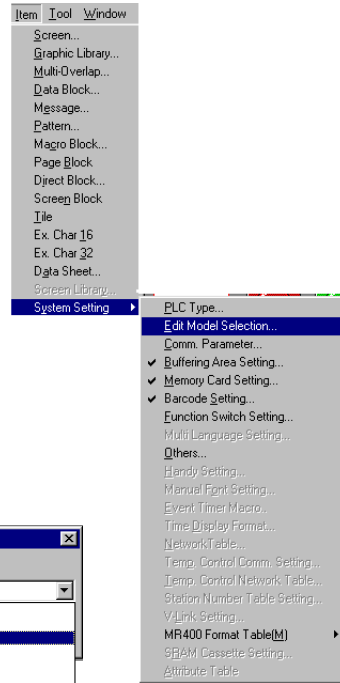 Item Tool Window
Screen...
Graphic Library...
Multi-Overlap...
Data Block...
Message...
Pattern...
Macro Block...
Page Block
Direct Block...
Screen Block
Tile
Ex. Char 16
Ex. Char 32
Data Sheet...
Screen Library...
System Setting
PLC Type...
Edit Model Selection...
Comm. Parameter...
Buffering Area Setting...
Memory Card Setting...
Barcode Setting...
Function Switch Setting...
Multi Language Setting...
Others...
Handy Setting...
Manual Font Setting...
Event Timer Macro..
Time Display Format...
NetworkTable...
Temp. Control Comm. Setting...
Temp. Control Network Table...
Station Number Table Setting...
V-Link Setting...
MR400 Format Table(M)
SRAM Cassette Setting...
Attribute Table